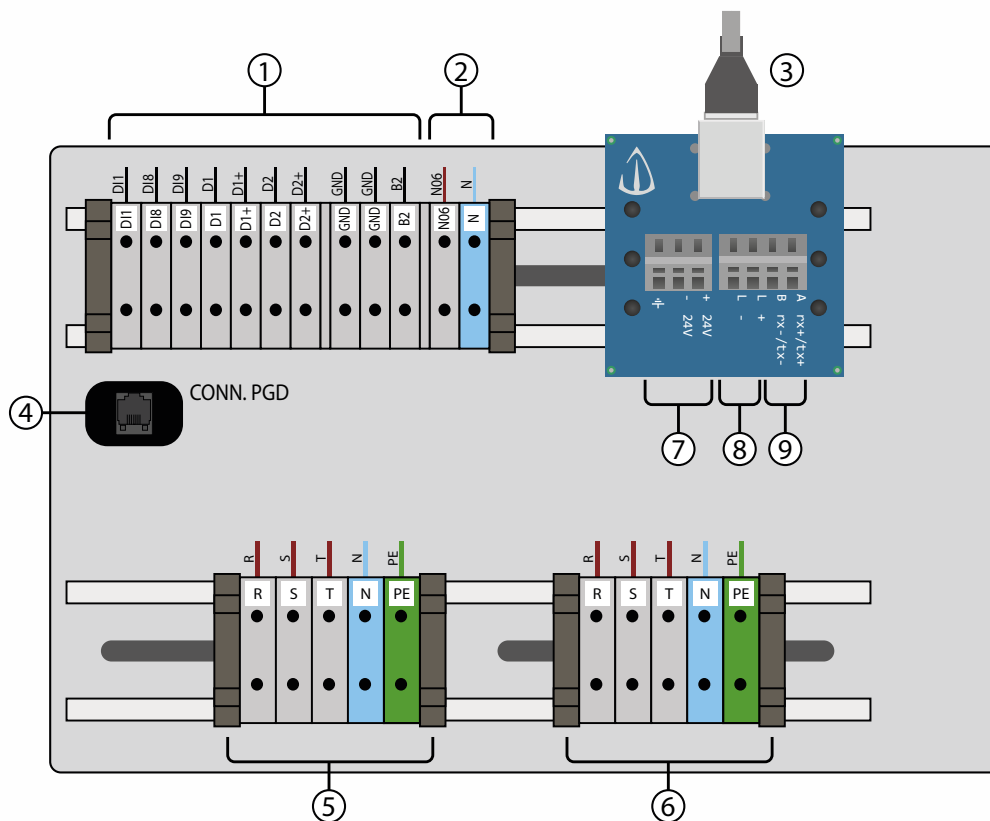 ① ② ③
DI1 DI8 DI9 D1 D1+ D2 D2+ GND GND B2 N06 N
DI1 DI8 DI9 D1 D1+ D2 D2+ GND GND B2 N06 N
- 24V
+ 24V
L -
L +
B rx-/tx-
A rx+/tx+
④ CONN. PGD
⑦ ⑧ ⑨
R S T N PE R S T N PE
R S T N PE R S T N PE
⑤ ⑥